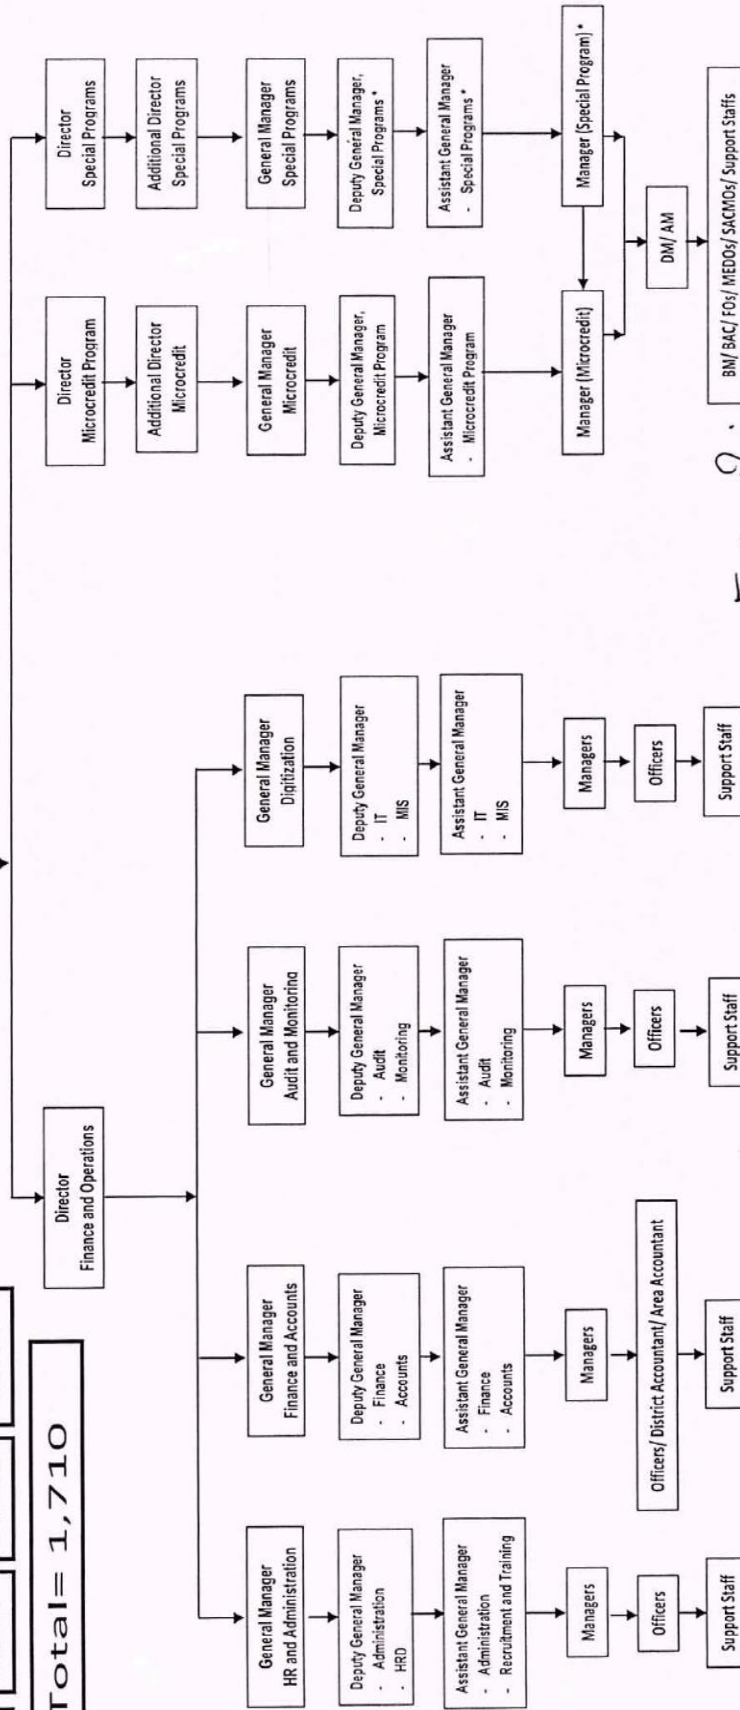 Total= 1,710
Director
Finance and Operations
Director
Microcredit Program
Director
Special Programs
Additional Director
Microcredit
Additional Director
Special Programs
General Manager
HR and Administration
General Manager
Finance and Accounts
General Manager
Audit and Monitoring
General Manager
Digitization
General Manager
Microcredit
General Manager
Special Programs
Deputy General Manager
- Administration
- HRD
Deputy General Manager
- Finance
- Accounts
Deputy General Manager
- Audit
- Monitoring
Deputy General Manager
- IT
- MIS
Deputy General Manager,
Microcredit Program
Deputy General Manager,
Special Programs *
Assistant General Manager
- Administration
- Recruitment and Training
Assistant General Manager
- Finance
- Accounts
Assistant General Manager
- Audit
- Monitoring
Assistant General Manager
- IT
- MIS
Assistant General Manager
- Microcredit Program
Assistant General Manager
- Special Programs *
Managers
Managers
Managers
Managers
Manager (Microcredit)
Manager (Special Program) *
Officers
Officers/ District Accountant/ Area Accountant
Officers
Officers
DM/ AM
Support Staff
Support Staff
Support Staff
Support Staff
BM/ BAC/ FOs/ MEDOs/ SACMOs/ Support Staffs